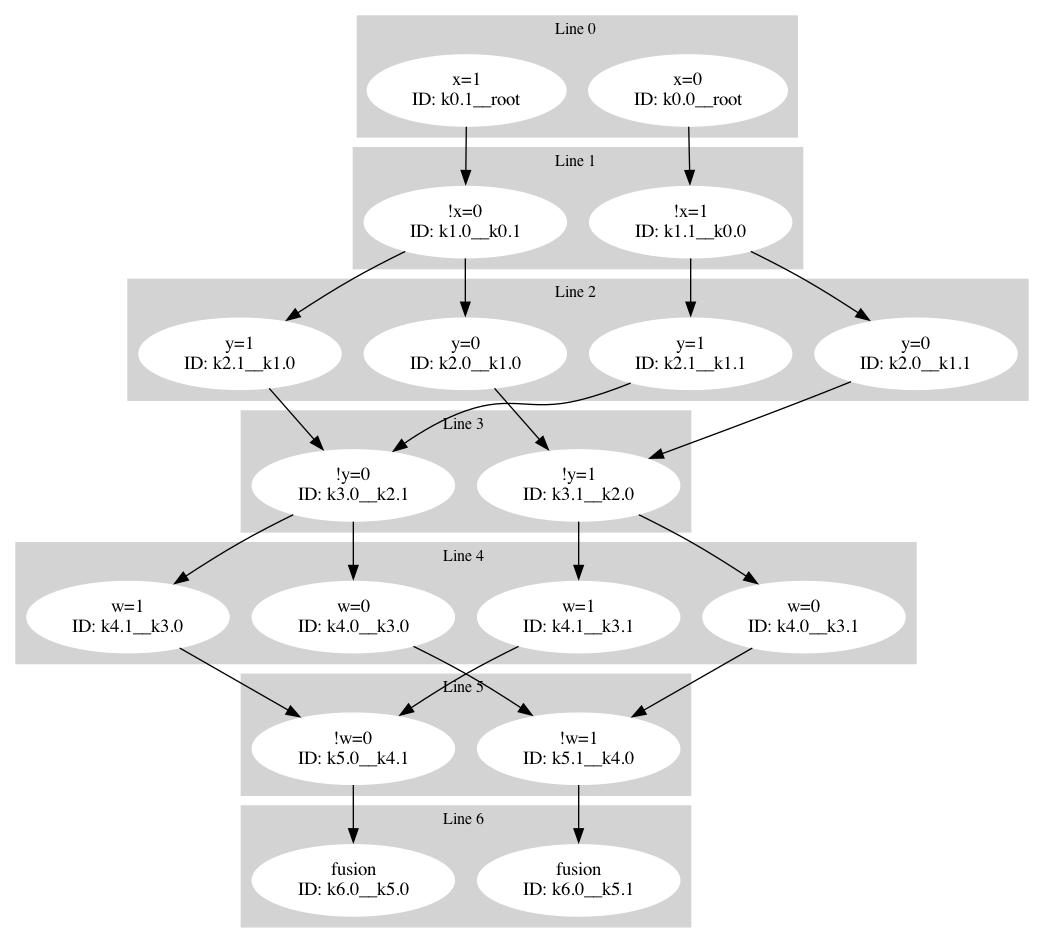 Line 0
x=1
ID: k0.1__root
x=0
ID: k0.0__root
Line 1
!x=0
ID: k1.0__k0.1
!x=1
ID: k1.1__k0.0
Line 2
y=1
ID: k2.1__k1.0
y=0
ID: k2.0__k1.0
y=1
ID: k2.1__k1.1
y=0
ID: k2.0__k1.1
Line 3
!y=0
ID: k3.0__k2.1
!y=1
ID: k3.1__k2.0
Line 4
w=1
ID: k4.1__k3.0
w=0
ID: k4.0__k3.0
w=1
ID: k4.1__k3.1
w=0
ID: k4.0__k3.1
Line 5
!w=0
ID: k5.0__k4.1
!w=1
ID: k5.1__k4.0
Line 6
fusion
ID: k6.0__k5.0
fusion
ID: k6.0__k5.1